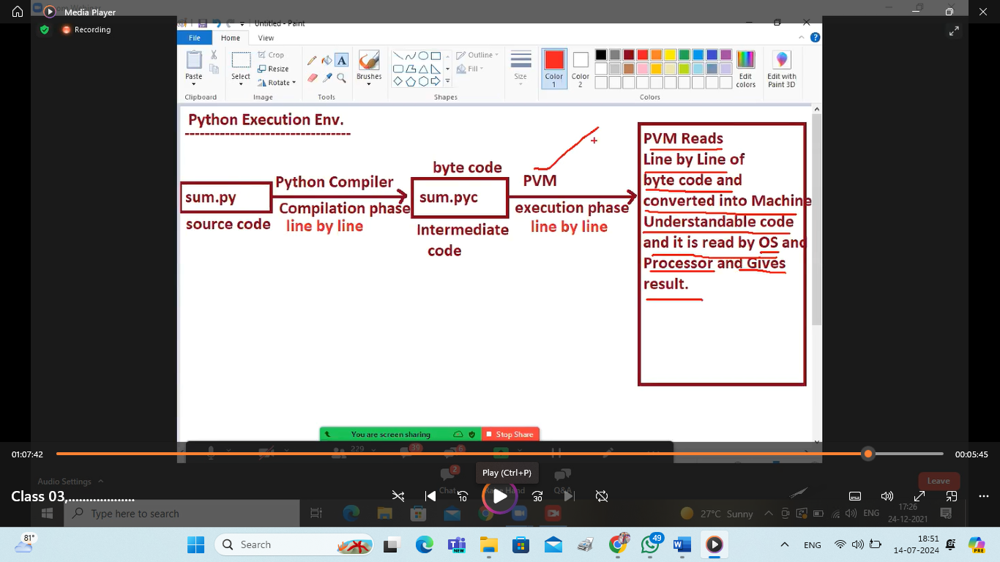 Media Player
Recording
Untitled - Paint
File
Home
View
Paste
Clipboard
Select
Crop
Resize
Rotate
Image
A
Tools
Brushes
Outline
Fill
Shapes
Size
Color
1
Color
2
Edit
colors
Edit with
Paint 3D
Colors
Python Execution Env.
sum.py
source code
Python Compiler
Compilation phase
line by line
byte code
sum.pyc
Intermediate
code
PVM
execution phase
line by line
PVM Reads
Line by Line of
byte code and
converted into Machine
Understandable code
and it is read by OS and
Processor and Gives
result.
You are screen sharing
Stop Share
229
39
6
01:07:42
00:05:45
Play (Ctrl+P)
Audio Settings
2
Chat
Raise Hand
Q&A
Leave
Class 03,....................
10
30
Type here to search
27°C Sunny
ENG
17:26
24-12-2021
81°
Search
NEW
49
ENG
18:51
14-07-2024
PRE